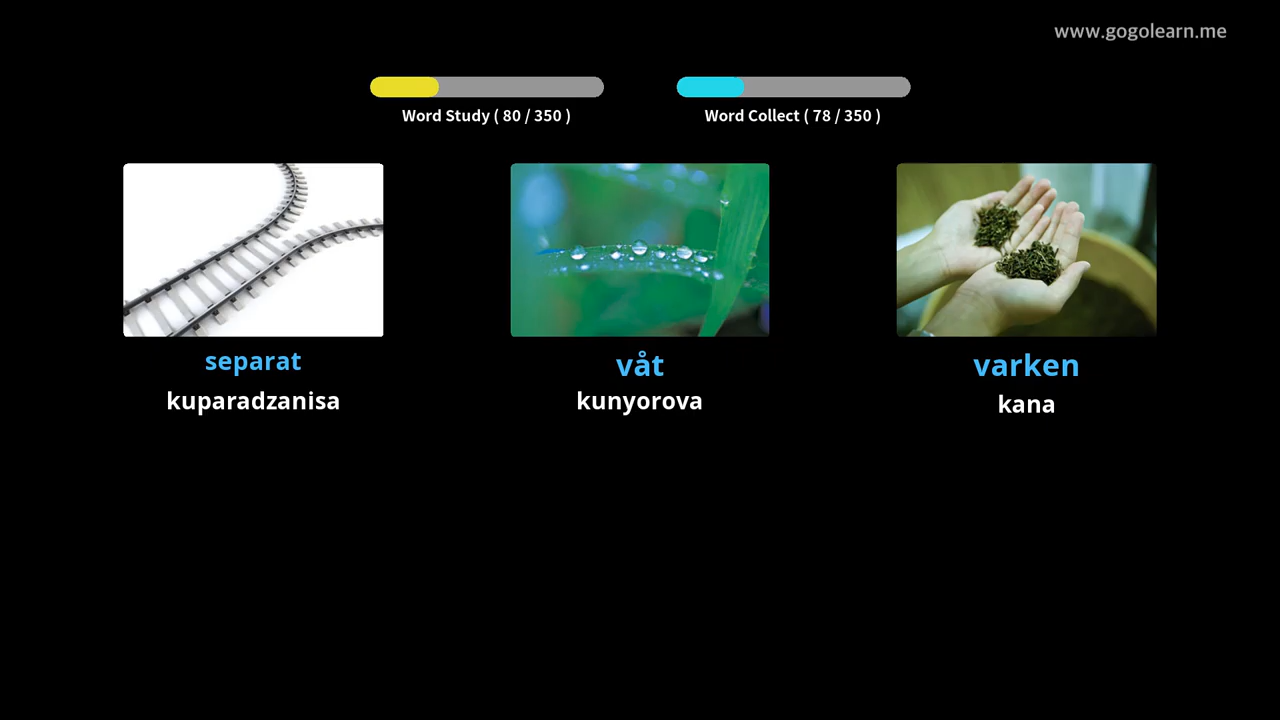 www.gogolearn.me
Word Study ( 80 / 350 )
Word Collect ( 78 / 350 )
separat
kuparadzanisa
våt
kunyorova
varken
kana